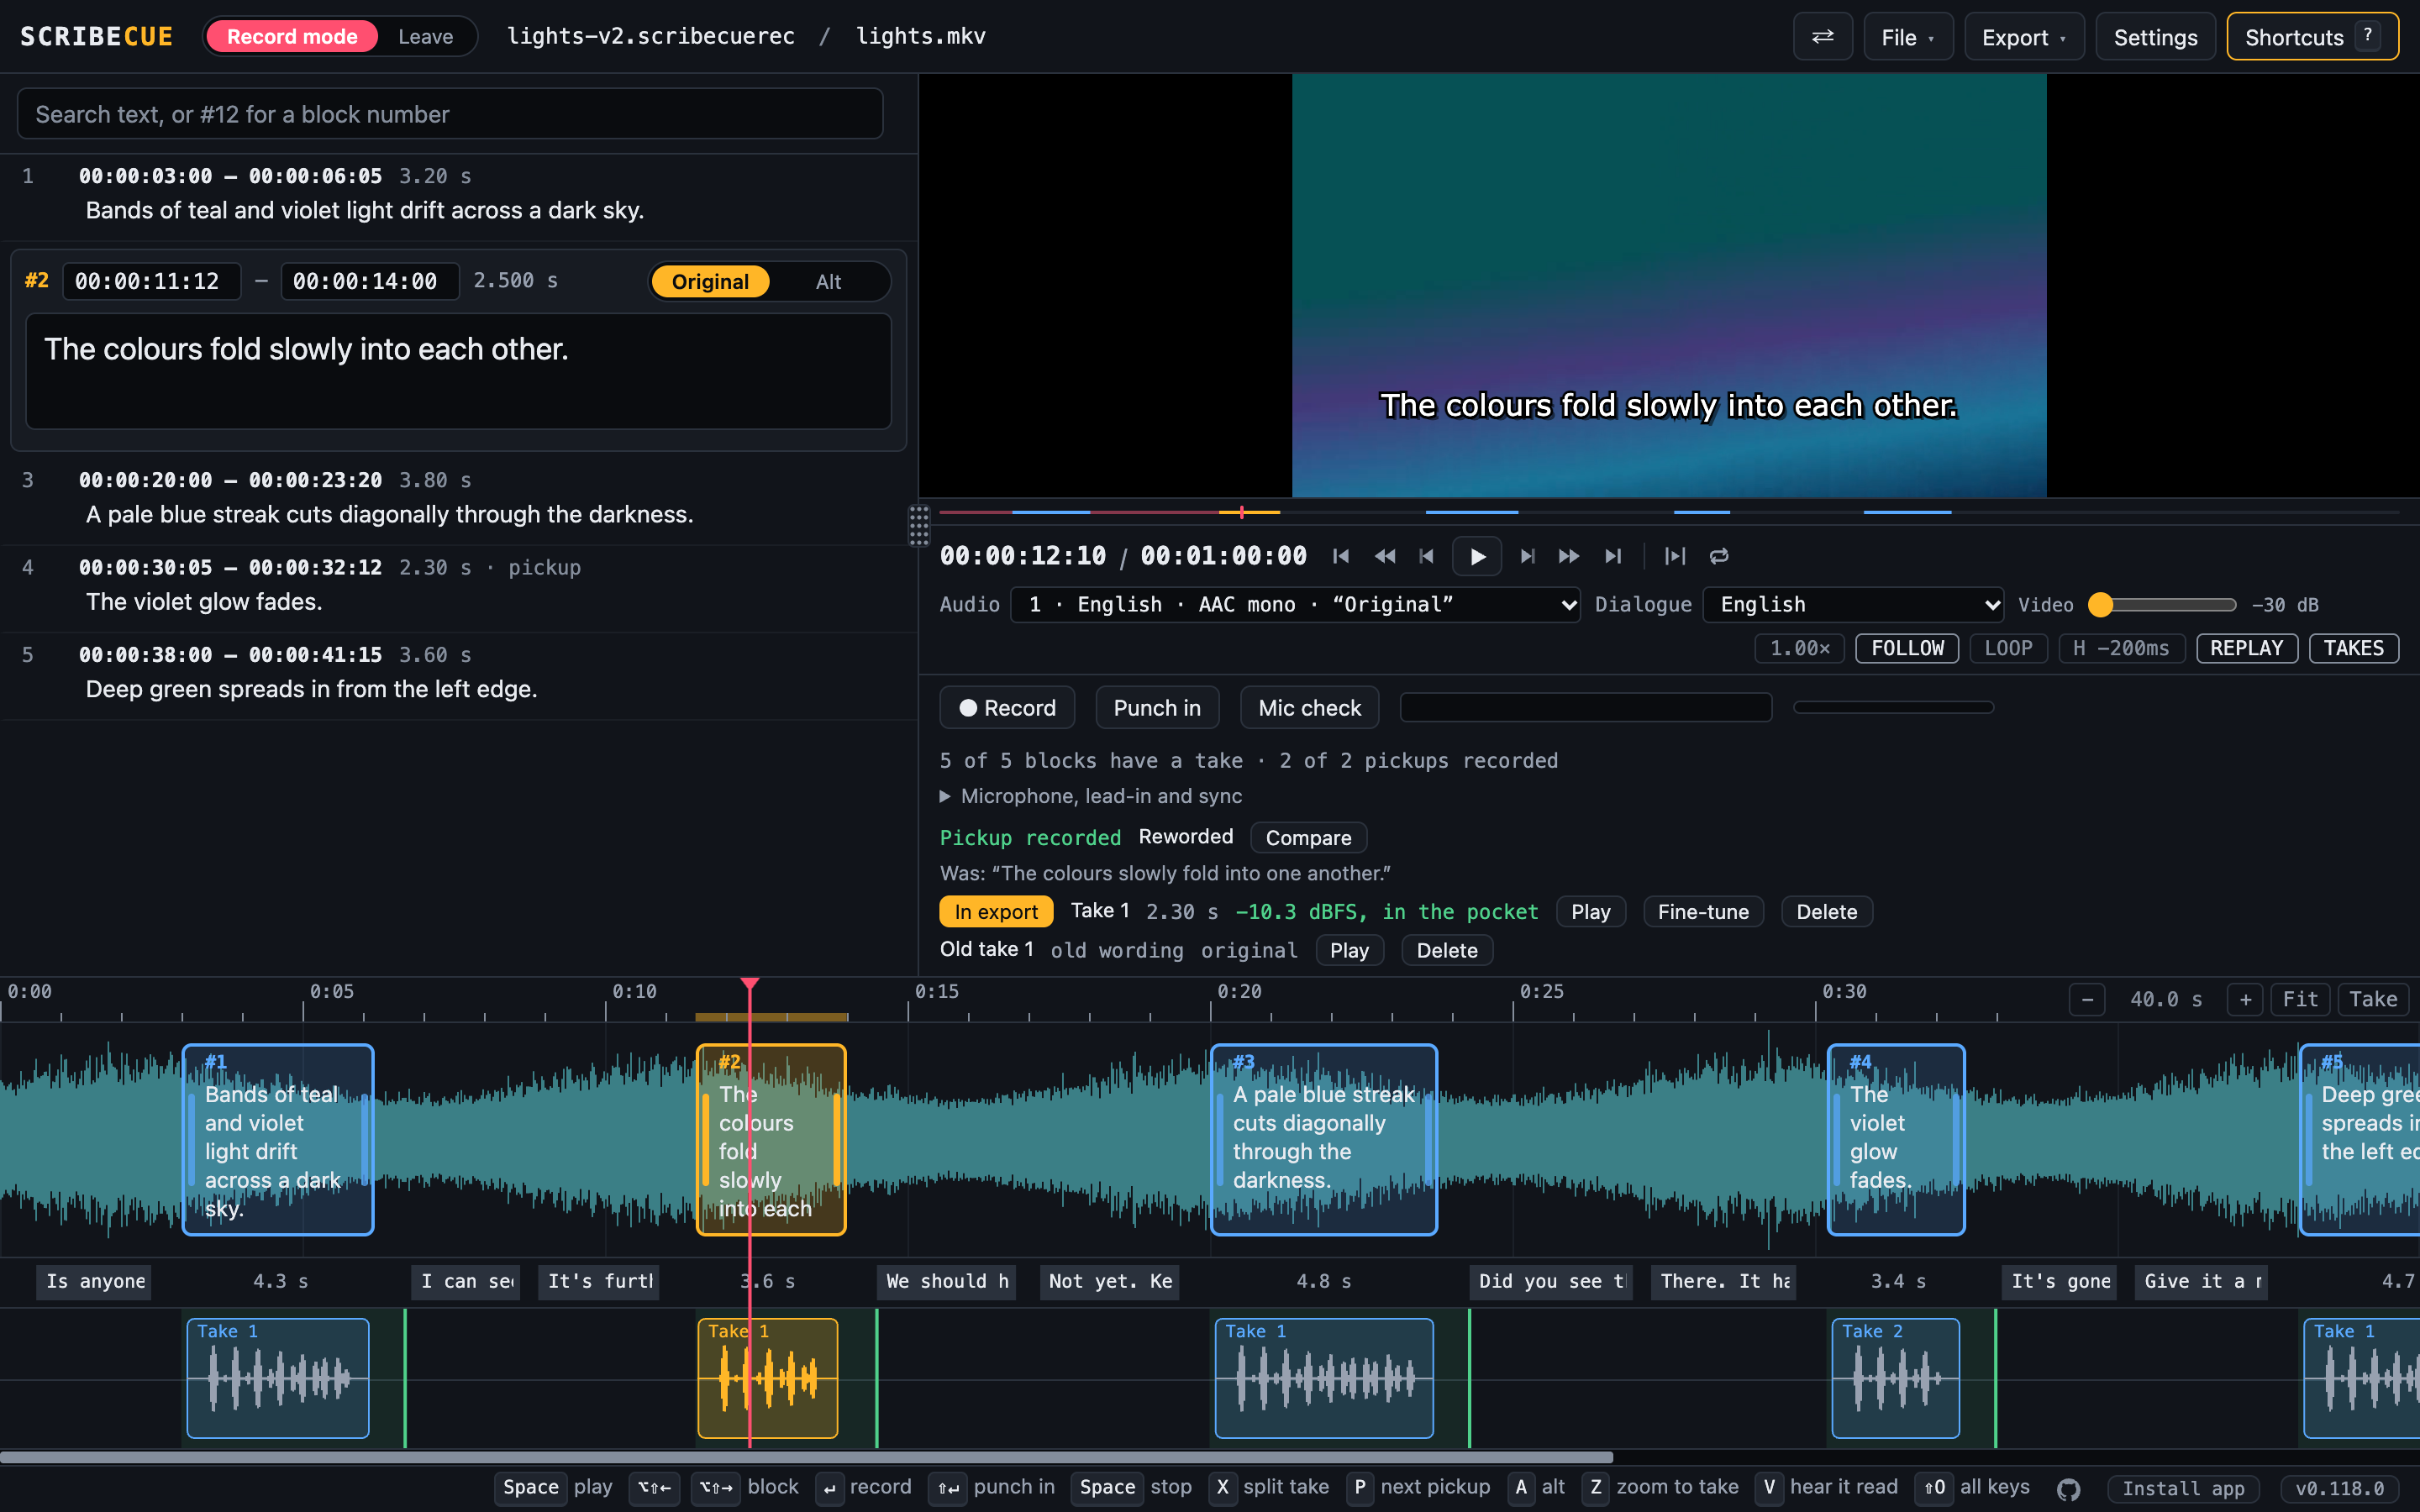 SCRIBECUE Record mode Leave lights-v2.scribecuerec / lights.mkv ⇄ File ▾ Export ▾ Settings Shortcuts ?
Search text, or #12 for a block number
1 00:00:03:00 — 00:00:06:05 3.20 s
Bands of teal and violet light drift across a dark sky.
#2 00:00:11:12 — 00:00:14:00 2.500 s Original Alt
The colours fold slowly into each other.
3 00:00:20:00 — 00:00:23:20 3.80 s
A pale blue streak cuts diagonally through the darkness.
4 00:00:30:05 — 00:00:32:12 2.30 s · pickup
The violet glow fades.
5 00:00:38:00 — 00:00:41:15 3.60 s
Deep green spreads in from the left edge.
The colours fold slowly into each other.
00:00:12:10 / 00:01:00:00
Audio 1 · English · AAC mono · “Original” Dialogue English Video −30 dB
1.00× FOLLOW LOOP H −200ms REPLAY TAKES
Record Punch in Mic check
5 of 5 blocks have a take · 2 of 2 pickups recorded
▶ Microphone, lead-in and sync
Pickup recorded Reworded Compare
Was: “The colours slowly fold into one another.”
In export Take 1 2.30 s −10.3 dBFS, in the pocket Play Fine-tune Delete
Old take 1 old wording original Play Delete
0:00 0:05 0:10 0:15 0:20 0:25 0:30 − 40.0 s + Fit Take
#1
Bands of teal
and violet
light drift
across a dark
sky.
#2
The
colours
fold
slowly
into each
#3
A pale blue streak
cuts diagonally
through the
darkness.
#4
The
violet
glow
fades.
#5
Deep gree
spreads in
the left ed
Is anyone 4.3 s I can see It's furth 3.6 s We should h Not yet. Ke 4.8 s Did you see t There. It ha 3.4 s It's gone Give it a m 4.7
Take 1 Take 1 Take 1 Take 2 Take 1
Space play ⌥⇧← ⌥⇧→ block ↵ record ⇧↵ punch in Space stop X split take P next pickup A alt Z zoom to take V hear it read ⇧O all keys Install app v0.118.0